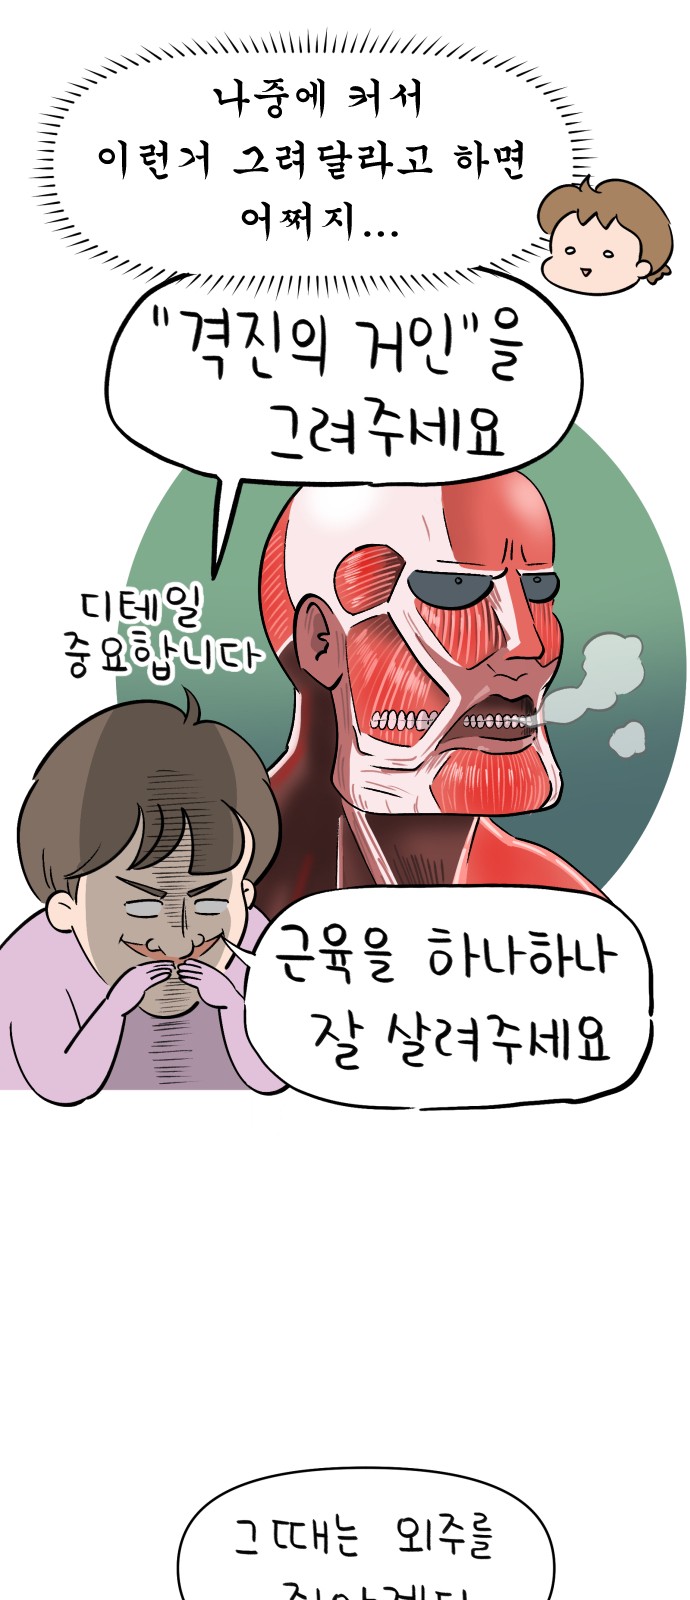 나중에 커서
이런거 그려달라고 하면
어쩌지...
"격진의 거인"을
그려주세요
디테일
중요합니다
근육을 하나하나
잘 살려주세요
그때는 외주를